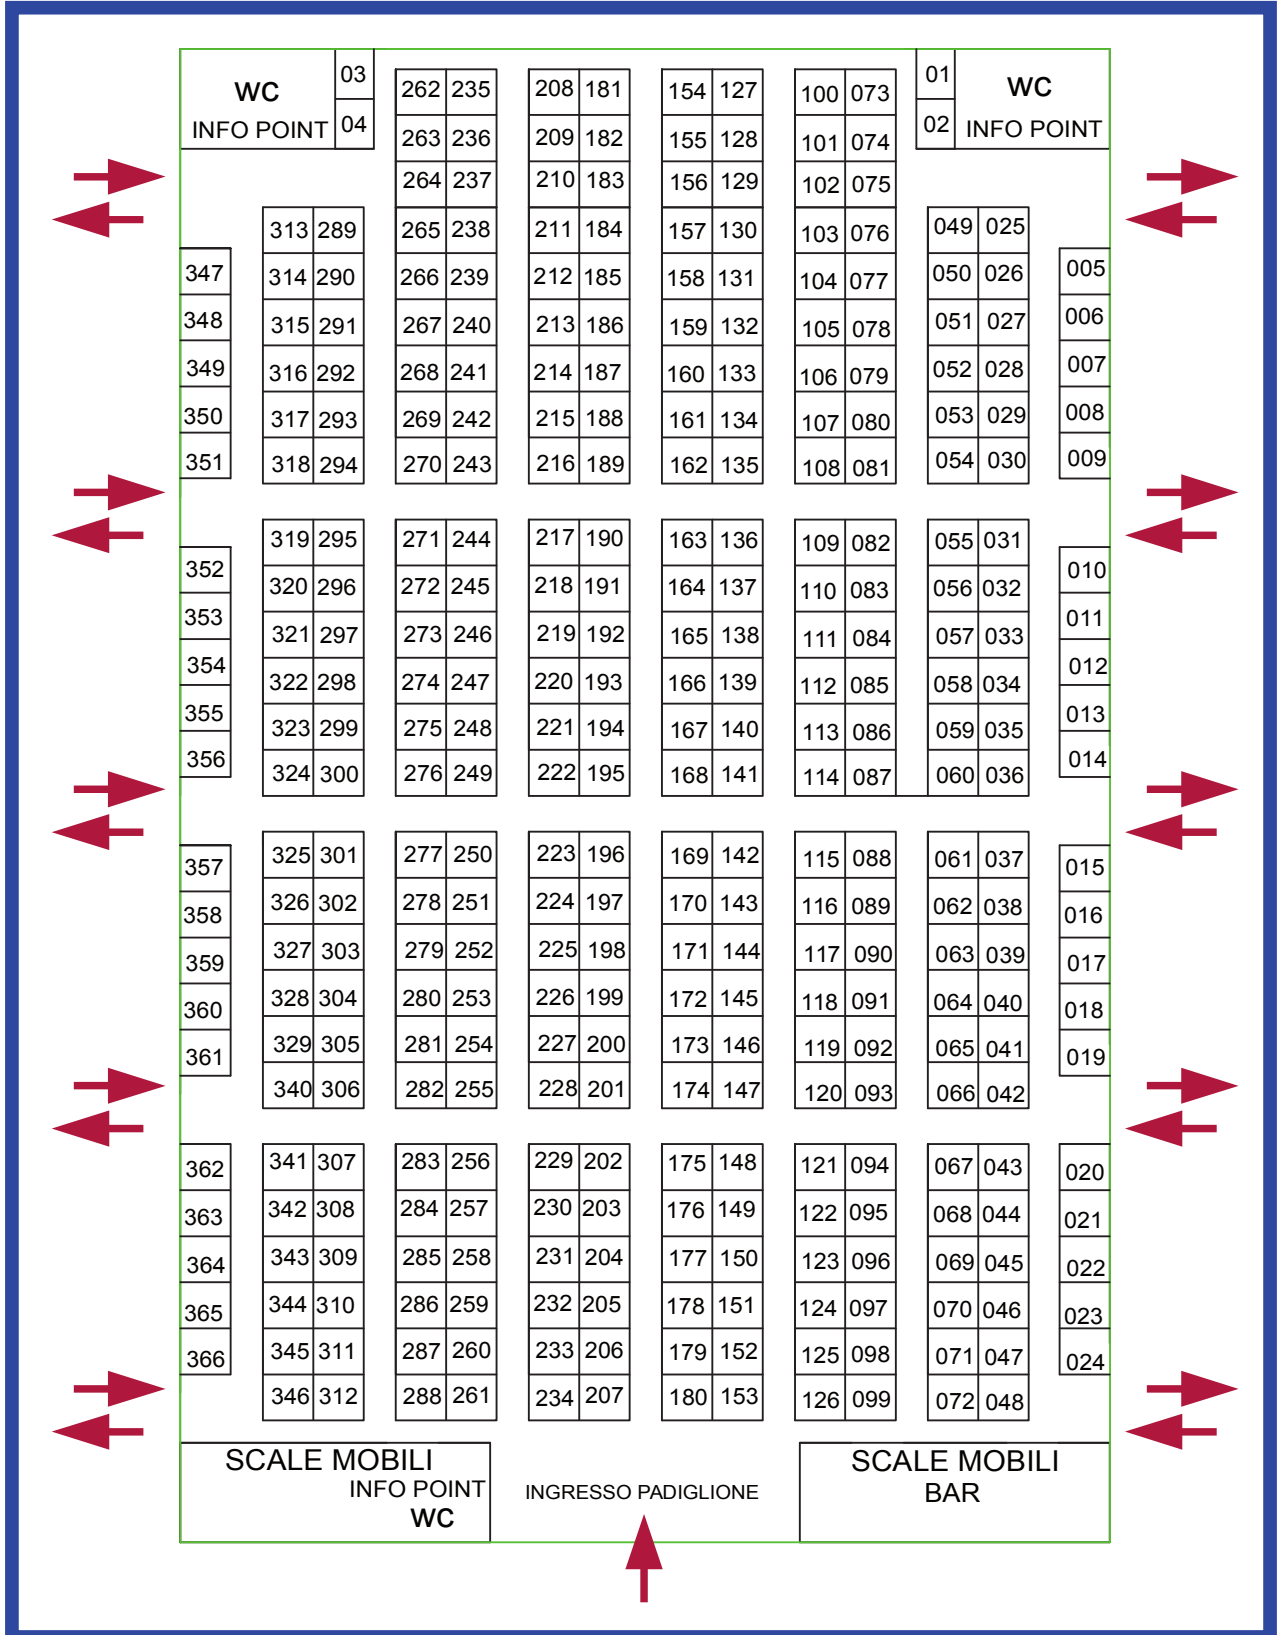 03 01
WC WC
262 235 208 181 154 127 100 073
INFO POINT 04 02 INFO POINT
263 236 209 182 155 128 101 074
264 237 210 183 156 129 102 075
313 289 265 238 211 184 157 130 103 076 049 025
347 314 290 266 239 212 185 158 131 104 077 050 026 005
348 315 291 267 240 213 186 159 132 105 078 051 027 006
349 316 292 268 241 214 187 160 133 106 079 052 028 007
350 317 293 269 242 215 188 161 134 107 080 053 029 008
351 318 294 270 243 216 189 162 135 108 081 054 030 009
319 295 271 244 217 190 163 136 109 082 055 031
352 320 296 272 245 218 191 164 137 110 083 056 032 010
353 321 297 273 246 219 192 165 138 111 084 057 033 011
354 322 298 274 247 220 193 166 139 112 085 058 034 012
355 323 299 275 248 221 194 167 140 113 086 059 035 013
356 324 300 276 249 222 195 168 141 114 087 060 036 014
357 325 301 277 250 223 196 169 142 115 088 061 037 015
358 326 302 278 251 224 197 170 143 116 089 062 038 016
359 327 303 279 252 225 198 171 144 117 090 063 039 017
360 328 304 280 253 226 199 172 145 118 091 064 040 018
361 329 305 281 254 227 200 173 146 119 092 065 041 019
340 306 282 255 228 201 174 147 120 093 066 042
362 341 307 283 256 229 202 175 148 121 094 067 043 020
363 342 308 284 257 230 203 176 149 122 095 068 044 021
364 343 309 285 258 231 204 177 150 123 096 069 045 022
365 344 310 286 259 232 205 178 151 124 097 070 046 023
366 345 311 287 260 233 206 179 152 125 098 071 047 024
346 312 288 261 234 207 180 153 126 099 072 048
SCALE MOBILI SCALE MOBILI
INFO POINT INGRESSO PADIGLIONE BAR
WC